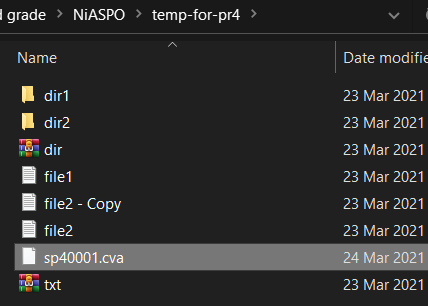 d grade > NiASPO > temp-for-pr4 >
Date modifie
dir1 23 Mar 2021
dir2 23 Mar 2021
dir 23 Mar 2021
file1 23 Mar 2021
file2 - Copy 23 Mar 2021
file2 23 Mar 2021
sp40001.cva 24 Mar 2021
txt 23 Mar 2021